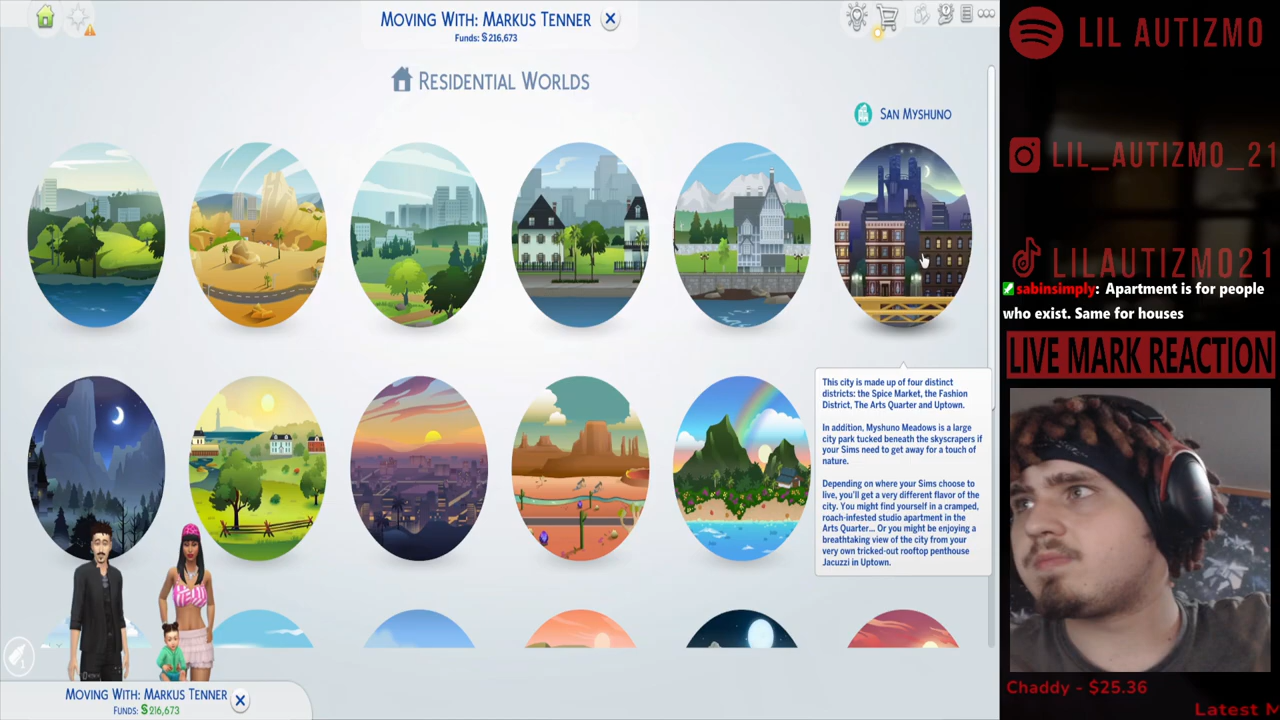 MOVING WITH: MARKUS TENNER
FUNDS: $216,673
RESIDENTIAL WORLDS
SAN MYSHUNO
This city is made up of four distinct
districts: the Spice Market, the Fashion
District, The Arts Quarter and Uptown.
In addition, Myshuno Meadows is a large
city park tucked beneath the skyscrapers if
your Sims need to get away for a touch of
nature.
Depending on where your Sims choose to
live, you'll get a very different flavor of the
city. You might find yourself in a cramped,
roach-infested studio apartment in the
Arts Quarter... Or you might be enjoying a
breathtaking view of the city from your
very own tricked-out rooftop penthouse
Jacuzzi in Uptown.
1
MOVING WITH: MARKUS TENNER
FUNDS: $216,673
LIL AUTIZMO
LIL_AUTIZMO_21
LILAUTIZMO21
sabinsimply: Apartment is for people
who exist. Same for houses
LIVE MARK REACTION
Chaddy - $25.36
Latest M